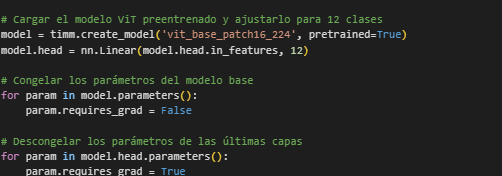 # Cargar el modelo ViT preentrenado y ajustarlo para 12 clases
model = timm.create_model('vit_base_patch16_224', pretrained=True)
model.head = nn.Linear(model.head.in_features, 12)
# Congelar los parámetros del modelo base
for param in model.parameters():
param.requires_grad = False
# Descongelar los parámetros de las últimas capas
for param in model.head.parameters():
param.requires_grad = True